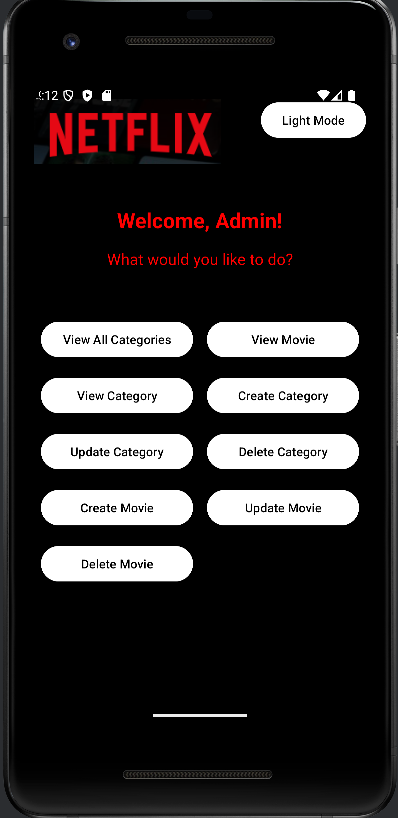 :12
NETFLIX
Light Mode
Welcome, Admin!
What would you like to do?
View All Categories
View Movie
View Category
Create Category
Update Category
Delete Category
Create Movie
Update Movie
Delete Movie